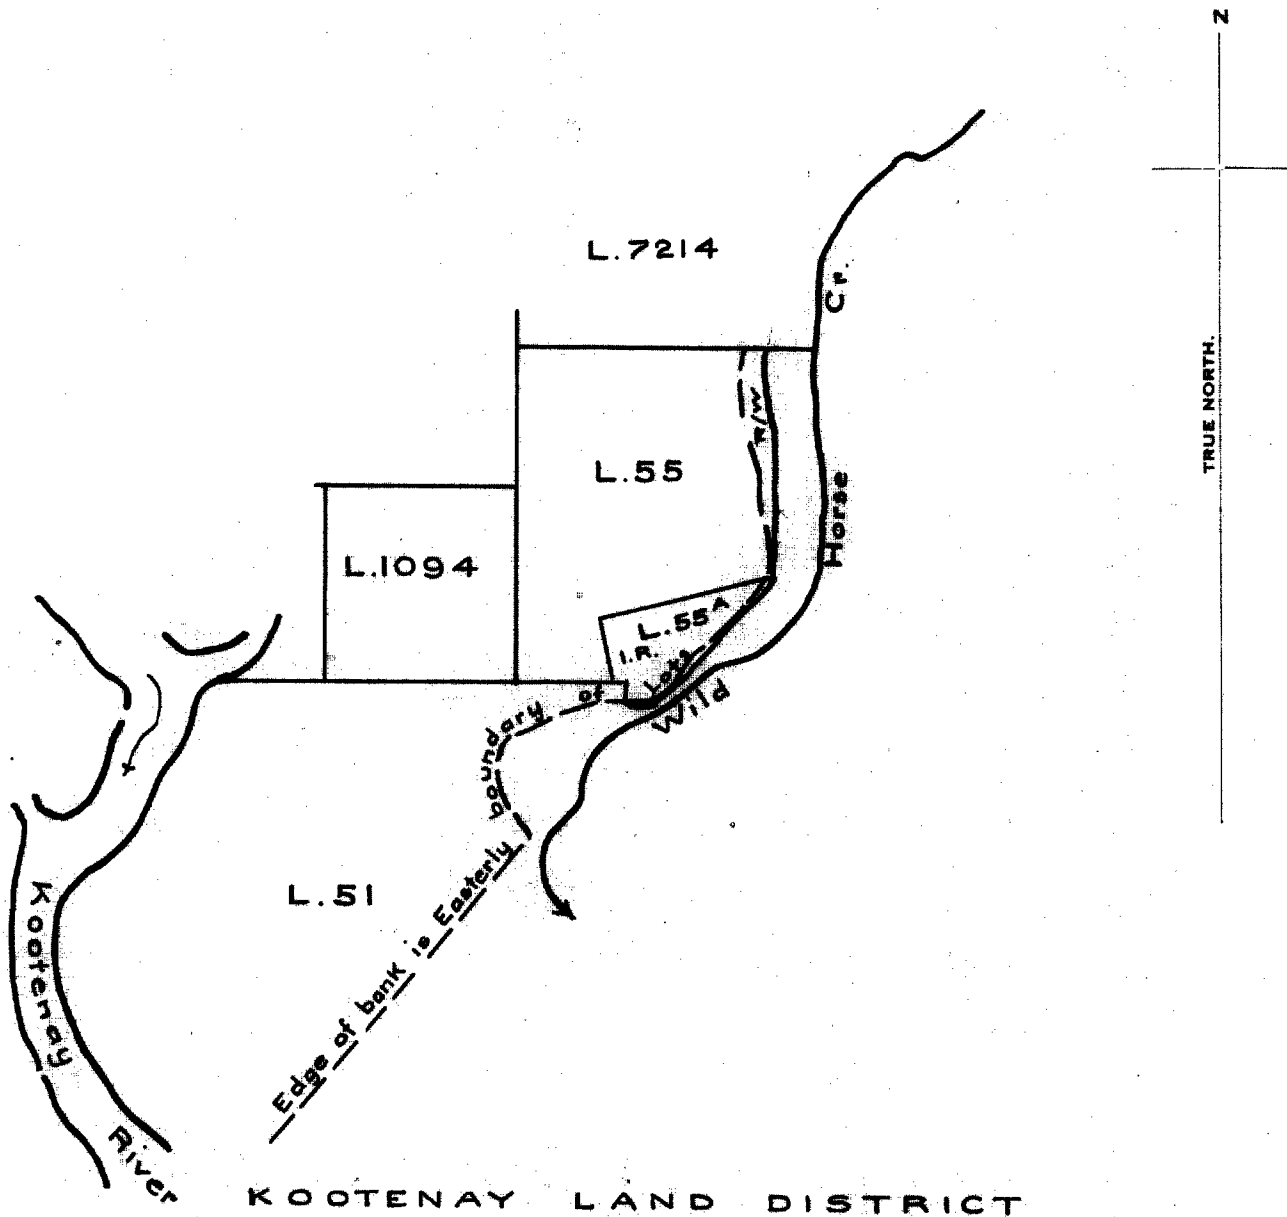 N
TRUE NORTH.
L.7214
Wild Horse Cr.
R/W
L.55
L.1094
L.55A
I.R.
L.51
Edge of bank is Easterly boundary of Lots
Kootenay River
KOOTENAY LAND DISTRICT